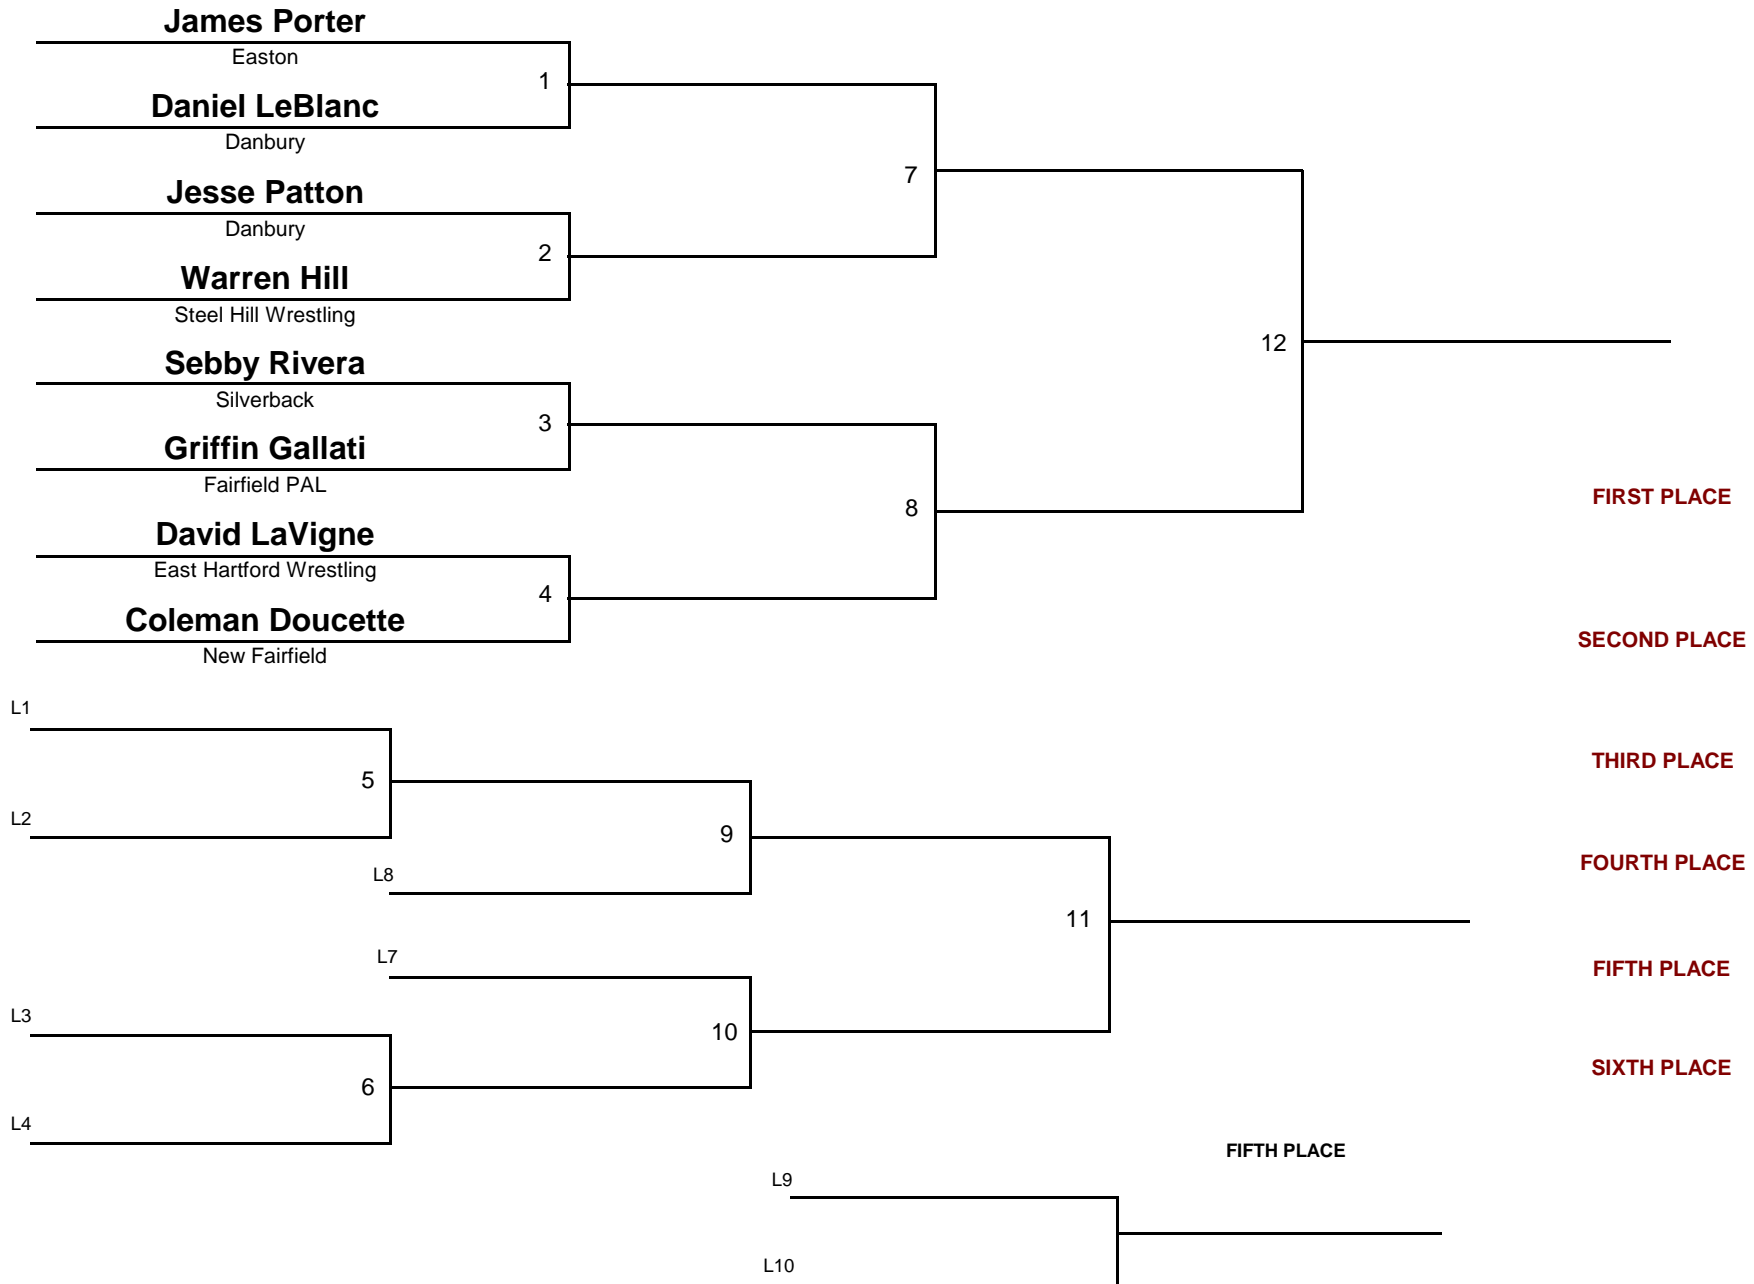 James Porter
Easton
1
Daniel LeBlanc
Danbury
7
Jesse Patton
Danbury
2
Warren Hill
Steel Hill Wrestling
12
Sebby Rivera
Silverback
3
Griffin Gallati
Fairfield PAL
FIRST PLACE
8
David LaVigne
East Hartford Wrestling
4
Coleman Doucette
New Fairfield
SECOND PLACE
L1
THIRD PLACE
5
L2
9
FOURTH PLACE
L8
11
L7
FIFTH PLACE
L3
10
SIXTH PLACE
6
L4
FIFTH PLACE
L9
L10